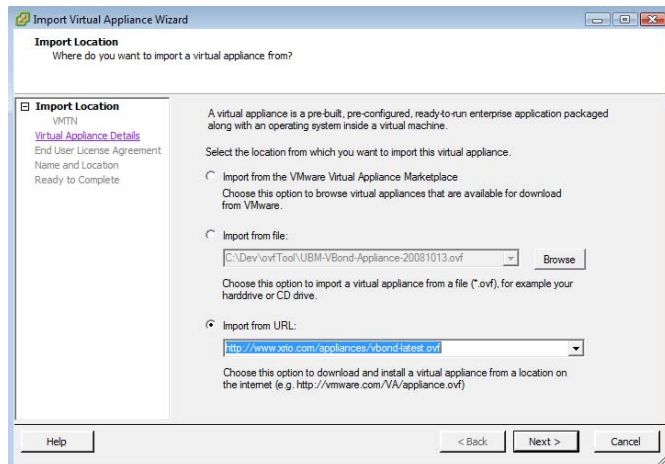 Import Virtual Appliance Wizard
Import Location
Where do you want to import a virtual appliance from?
Import Location
VMTN
Virtual Appliance Details
End User License Agreement
Name and Location
Ready to Complete
A virtual appliance is a pre-built, pre-configured, ready-to-run enterprise application packaged
along with an operating system inside a virtual machine.
Select the location from which you want to import this virtual appliance.
Import from the VMware Virtual Appliance Marketplace
Choose this option to browse virtual appliances that are available for download
from VMware.
Import from file:
C:\Dev\ovfTool\UBM-VBond-Appliance-20081013.ovf
Browse
Choose this option to import a virtual appliance from a file (*.ovf), for example your
harddrive or CD drive.
Import from URL:
http://www.xrio.com/appliances/vbond-latest.ovf
Choose this option to download and install a virtual appliance from a location on
the internet (e.g. http://vmware.com/VA/appliance.ovf)
Help
< Back
Next >
Cancel